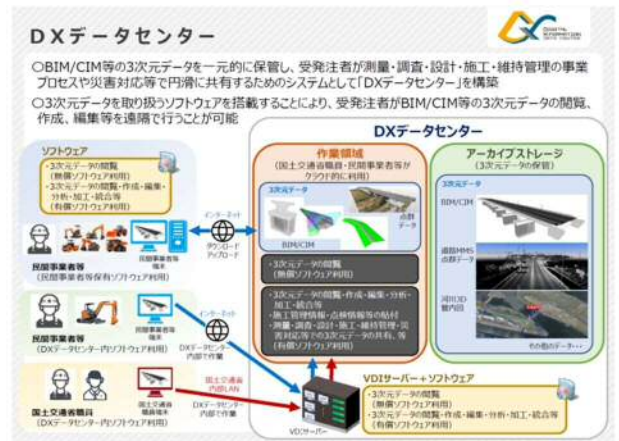 DXデータセンター
○BIM/CIM等の3次元データを一元的に保管し、受発注者が測量・調査・設計・施工・維持管理の事業
プロセスや災害対応等で円滑に共有するためのシステムとして「DXデータセンター」を構築
○3次元データを取り扱うソフトウェアを搭載することにより、受発注者がBIM/CIM等の3次元データの閲覧、
作成、編集等を遠隔で行うことが可能
DXデータセンター
ソフトウェア
・3次元データの閲覧
(無償ソフトウェア利用)
・3次元データの閲覧・作成・編集・
分析・加工・統合等
(有償ソフトウェア利用)
民間事業者等
端末
民間事業者等
(民間事業者等保有ソフトウェア利用)
インターネット
ダウンロード
アップロード
作業領域
(国土交通省職員・民間事業者等が
クラウド的に利用)
3次元データ
点群
データ
BIM/CIM
・3次元データの閲覧
(無償ソフトウェア利用)
・3次元データの閲覧・作成・編集・分析・
加工・統合等
・施工管理情報・点検情報等の貼付
・測量・調査・設計・施工・維持管理・災
害対応等での3次元データの共有、等
(有償ソフトウェア利用)
アーカイブストレージ
(3次元データの保管)
3次元データ
BIM/CIM
道路MMS
点群データ
河川3D
管内図
その他のデータ・・・
民間事業者等
端末
民間事業者等
(DXデータセンター内ソフトウェア利用)
インターネット
DXデータセンター
内部で作業
国土交通省
職員端末
国土交通省職員
(DXデータセンター内ソフトウェア利用)
国土交通省
内部LAN
DXデータセンター
内部で作業
VDIサーバー
VDIサーバー+ソフトウェア
・3次元データの閲覧
(無償ソフトウェア利用)
・3次元データの閲覧・作成・編集・分析・加工・統合等
(有償ソフトウェア利用)